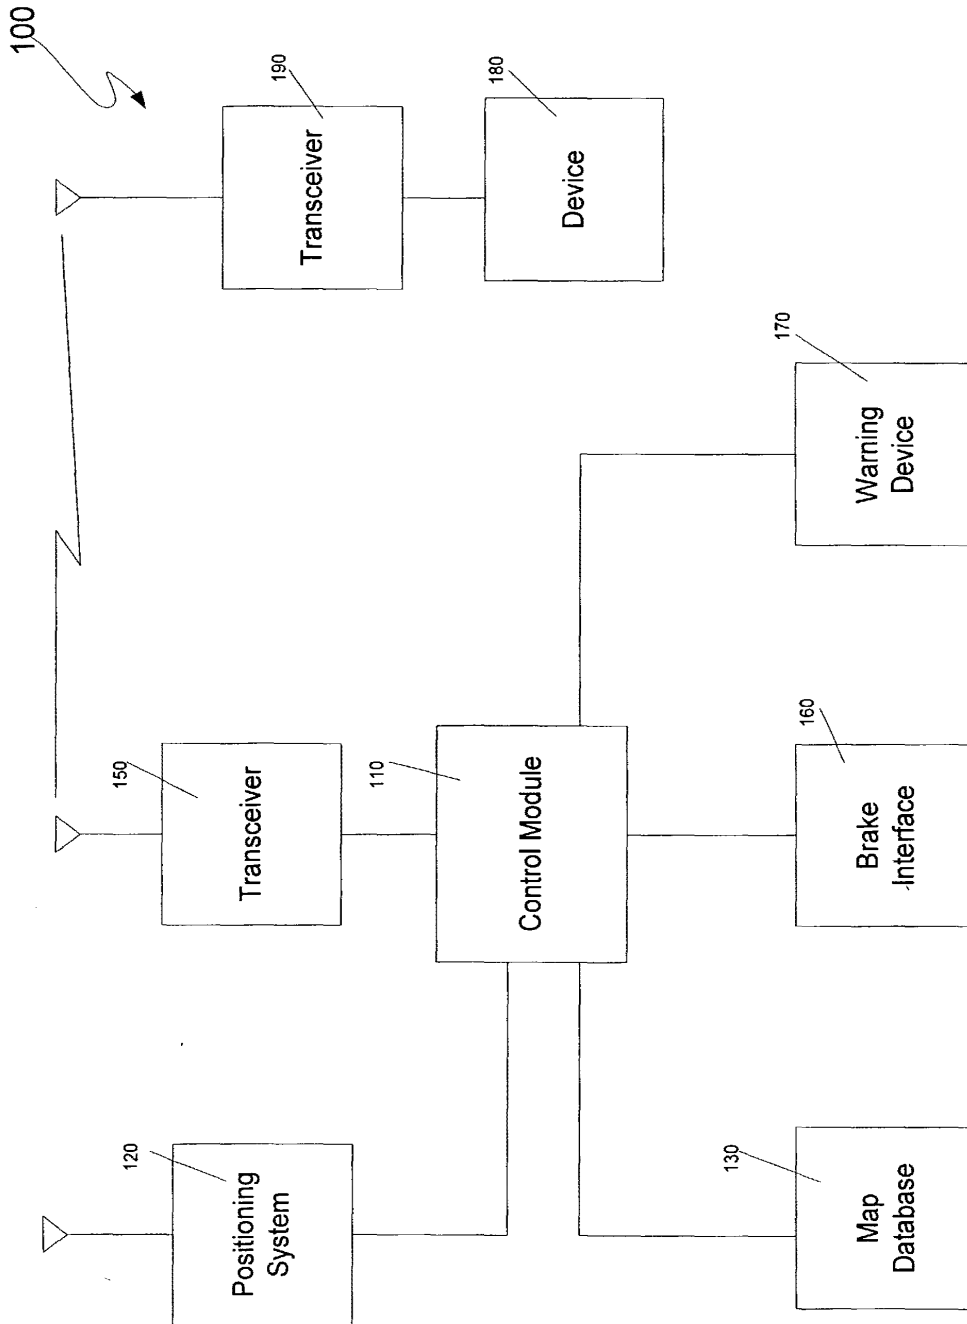 100
190
Transceiver
180
Device
150
Transceiver
110
Control Module
170
Warning
Device
160
Brake
Interface
120
Positioning
System
130
Map
Database